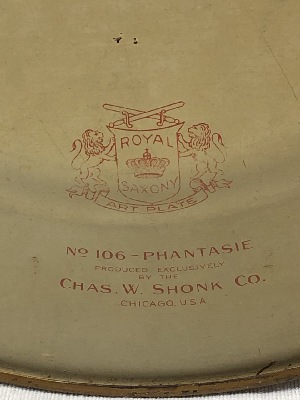 ROYAL
SAXONY
ART PLATE
No 106 - PHANTASIE
PRODUCED EXCLUSIVELY
BY THE
CHAS. W. SHONK CO.
CHICAGO, U.S.A.